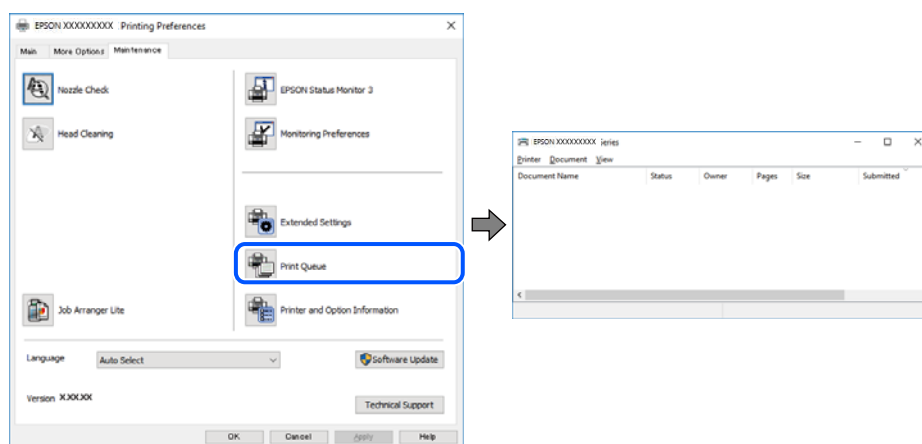 EPSON XXXXXXXXX Printing Preferences
Main More Options Maintenance
Nozzle Check
EPSON Status Monitor 3
Head Cleaning
Monitoring Preferences
Extended Settings
Print Queue
Job Arranger Lite
Printer and Option Information
Language Auto Select Software Update
Version X.XX.XX
Technical Support
OK Cancel Apply Help
EPSON XXXXXXXXX eries
Printer Document View
Document Name Status Owner Pages Size Submitted